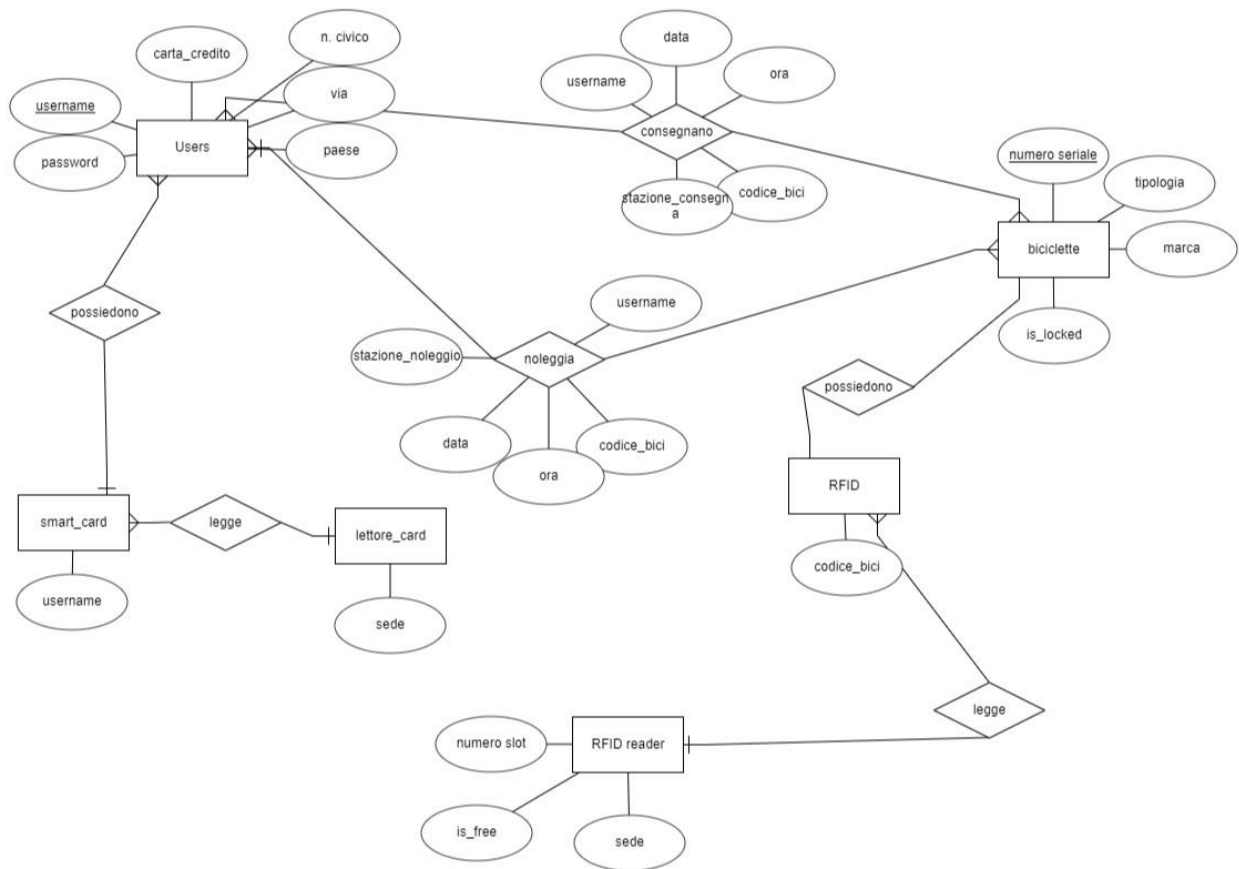 n. civico
data
carta_credito
username
ora
username
via
consegnano
Users
password
paese
numero seriale
tipologia
stazione_consegn
a
codice_bici
biciclette
marca
possiedono
username
is_locked
stazione_noleggio
noleggia
possiedono
data
codice_bici
ora
RFID
smart_card
legge
lettore_card
codice_bici
username
sede
legge
numero slot
RFID reader
is_free
sede